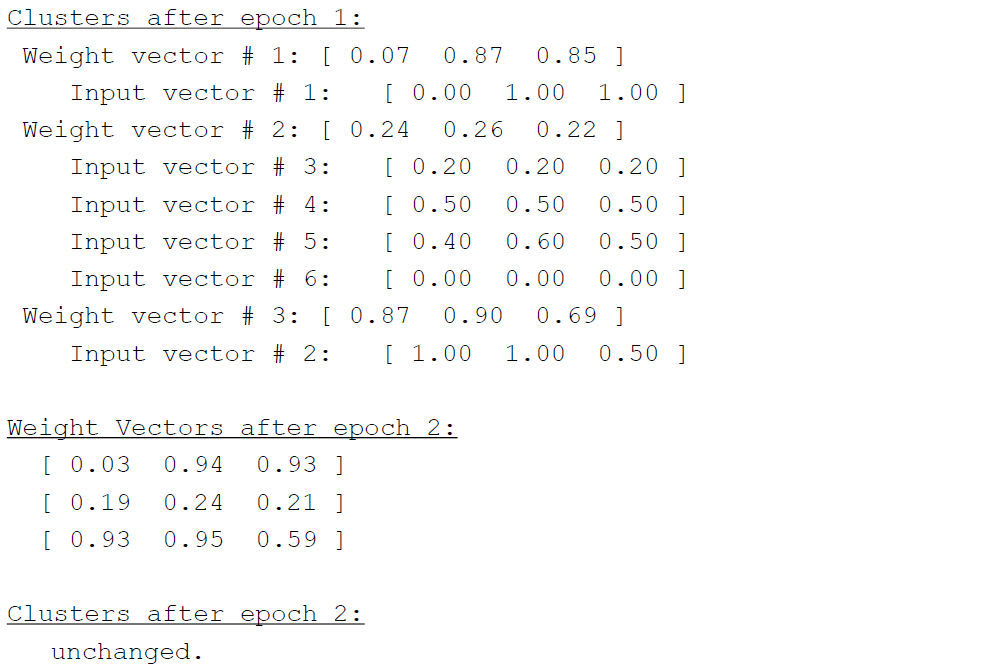 Clusters after epoch 1:
Weight vector # 1: [ 0.07 0.87 0.85 ]
Input vector # 1: [ 0.00 1.00 1.00 ]
Weight vector # 2: [ 0.24 0.26 0.22 ]
Input vector # 3: [ 0.20 0.20 0.20 ]
Input vector # 4: [ 0.50 0.50 0.50 ]
Input vector # 5: [ 0.40 0.60 0.50 ]
Input vector # 6: [ 0.00 0.00 0.00 ]
Weight vector # 3: [ 0.87 0.90 0.69 ]
Input vector # 2: [ 1.00 1.00 0.50 ]
Weight Vectors after epoch 2:
[ 0.03 0.94 0.93 ]
[ 0.19 0.24 0.21 ]
[ 0.93 0.95 0.59 ]
Clusters after epoch 2:
unchanged.